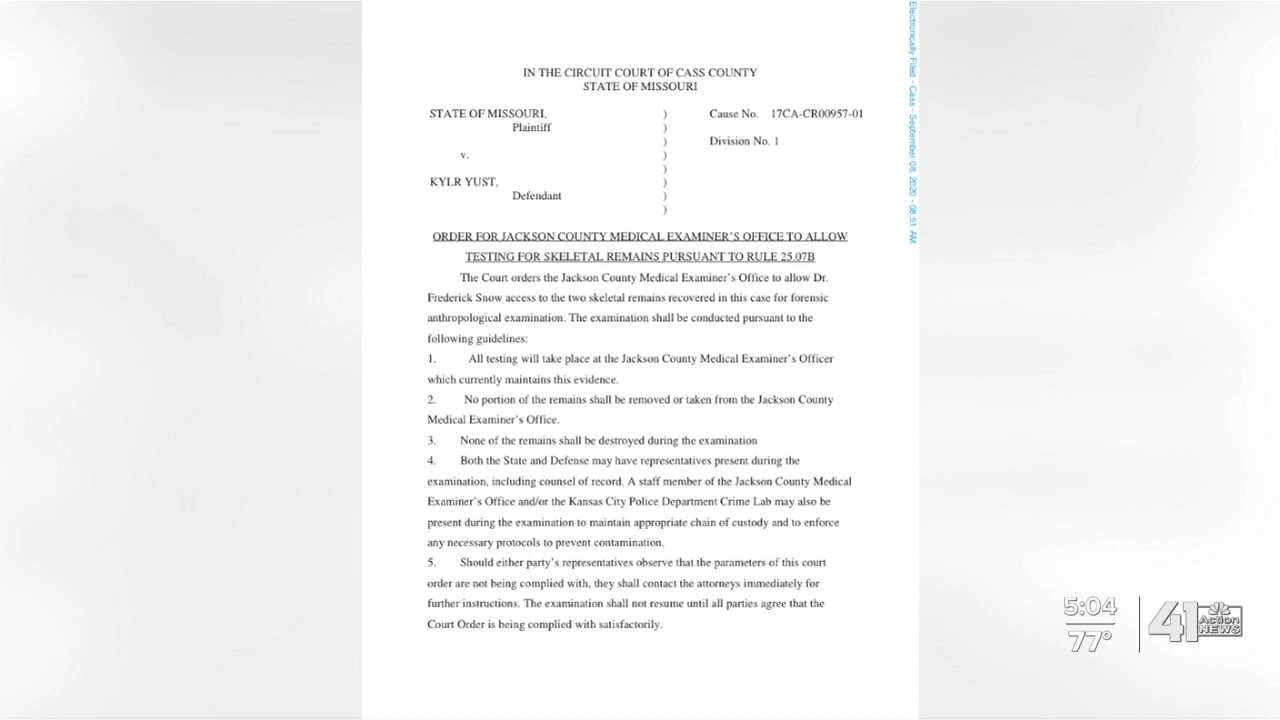 IN THE CIRCUIT COURT OF CASS COUNTY
STATE OF MISSOURI
STATE OF MISSOURI, ) Cause No. 17CA-CR00957-01
Plaintiff )
) Division No. 1
v. )
)
KYLR YUST, )
Defendant )
)
ORDER FOR JACKSON COUNTY MEDICAL EXAMINER'S OFFICE TO ALLOW
TESTING FOR SKELETAL REMAINS PURSUANT TO RULE 25.07B
The Court orders the Jackson County Medical Examiner's Office to allow Dr.
Frederick Snow access to the two skeletal remains recovered in this case for forensic
anthropological examination. The examination shall be conducted pursuant to the
following guidelines:
1. All testing will take place at the Jackson County Medical Examiner's Officer
which currently maintains this evidence.
2. No portion of the remains shall be removed or taken from the Jackson County
Medical Examiner's Office.
3. None of the remains shall be destroyed during the examination
4. Both the State and Defense may have representatives present during the
examination, including counsel of record. A staff member of the Jackson County Medical
Examiner's Office and/or the Kansas City Police Department Crime Lab may also be
present during the examination to maintain appropriate chain of custody and to enforce
any necessary protocols to prevent contamination.
5. Should either party's representatives observe that the parameters of this court
order are not being complied with, they shall contact the attorneys immediately for
further instructions. The examination shall not resume until all parties agree that the
Court Order is being complied with satisfactorily.
Electronically Filed - Cass - September 08, 2020 - 08:51 AM
5:04
77°
41
Action
NEWS